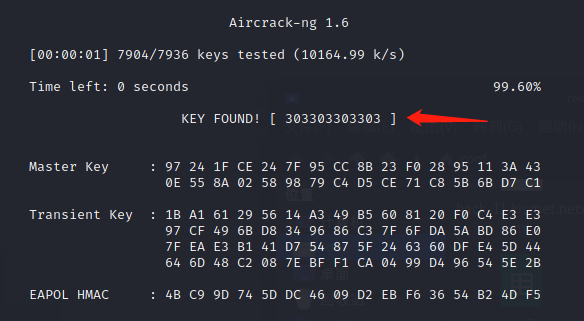 Aircrack-ng 1.6
[00:00:01] 7904/7936 keys tested (10164.99 k/s)
Time left: 0 seconds 99.60%
KEY FOUND! [ 303303303303 ]
Master Key : 97 24 1F CE 24 7F 95 CC 8B 23 F0 28 95 11 3A 43
0E 55 8A 02 58 98 79 C4 D5 CE 71 C8 5B 6B D7 C1
Transient Key : 1B A1 61 29 56 14 A3 49 B5 60 81 20 F0 C4 E3 E3
97 CF 49 6B D8 34 96 86 C3 7F 6F DA 5A BD 86 E0
7F EA E3 B1 41 D7 54 87 5F 24 63 60 DF E4 5D 44
64 6D 48 C2 08 7E BF F1 CA 04 99 D4 96 54 5E 2B
EAPOL HMAC : 4B C9 9D 74 5D DC 46 09 D2 EB F6 36 54 B2 4D F5